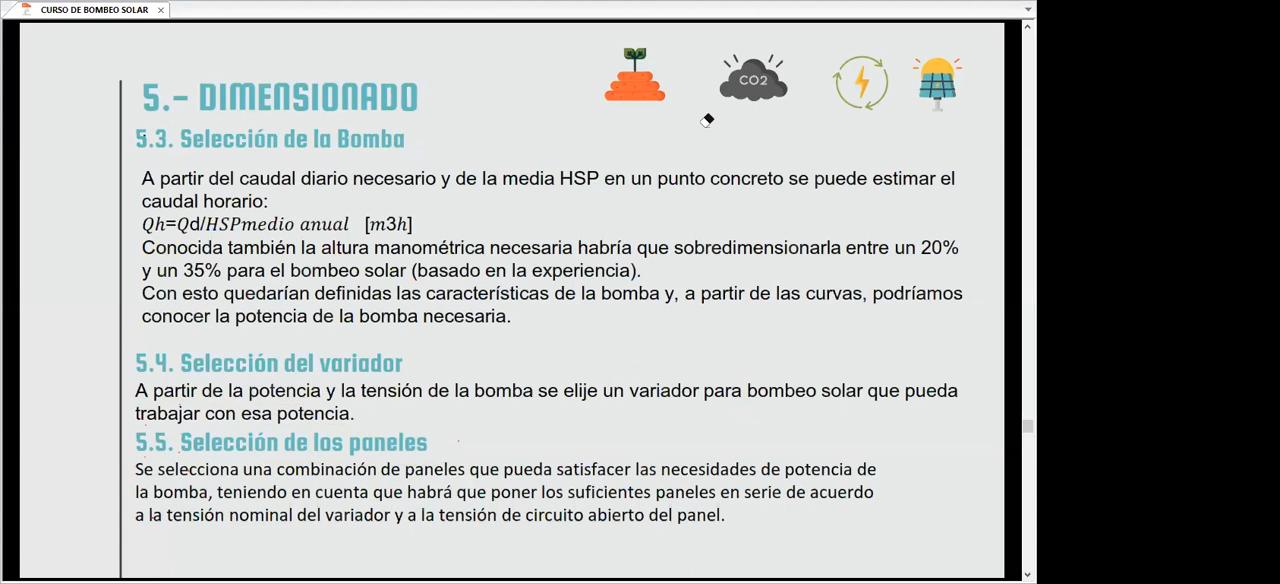 CURSO DE BOMBEO SOLAR
CO2
5.- DIMENSIONADO
5.3. Selección de la Bomba
A partir del caudal diario necesario y de la media HSP en un punto concreto se puede estimar el
caudal horario:
Qh=Qd/HSPmedio anual [m3h]
Conocida también la altura manométrica necesaria habría que sobredimensionarla entre un 20%
y un 35% para el bombeo solar (basado en la experiencia).
Con esto quedarían definidas las características de la bomba y, a partir de las curvas, podríamos
conocer la potencia de la bomba necesaria.
5.4. Selección del variador
A partir de la potencia y la tensión de la bomba se elije un variador para bombeo solar que pueda
trabajar con esa potencia.
5.5. Selección de los paneles
Se selecciona una combinación de paneles que pueda satisfacer las necesidades de potencia de
la bomba, teniendo en cuenta que habrá que poner los suficientes paneles en serie de acuerdo
a la tensión nominal del variador y a la tensión de circuito abierto del panel.